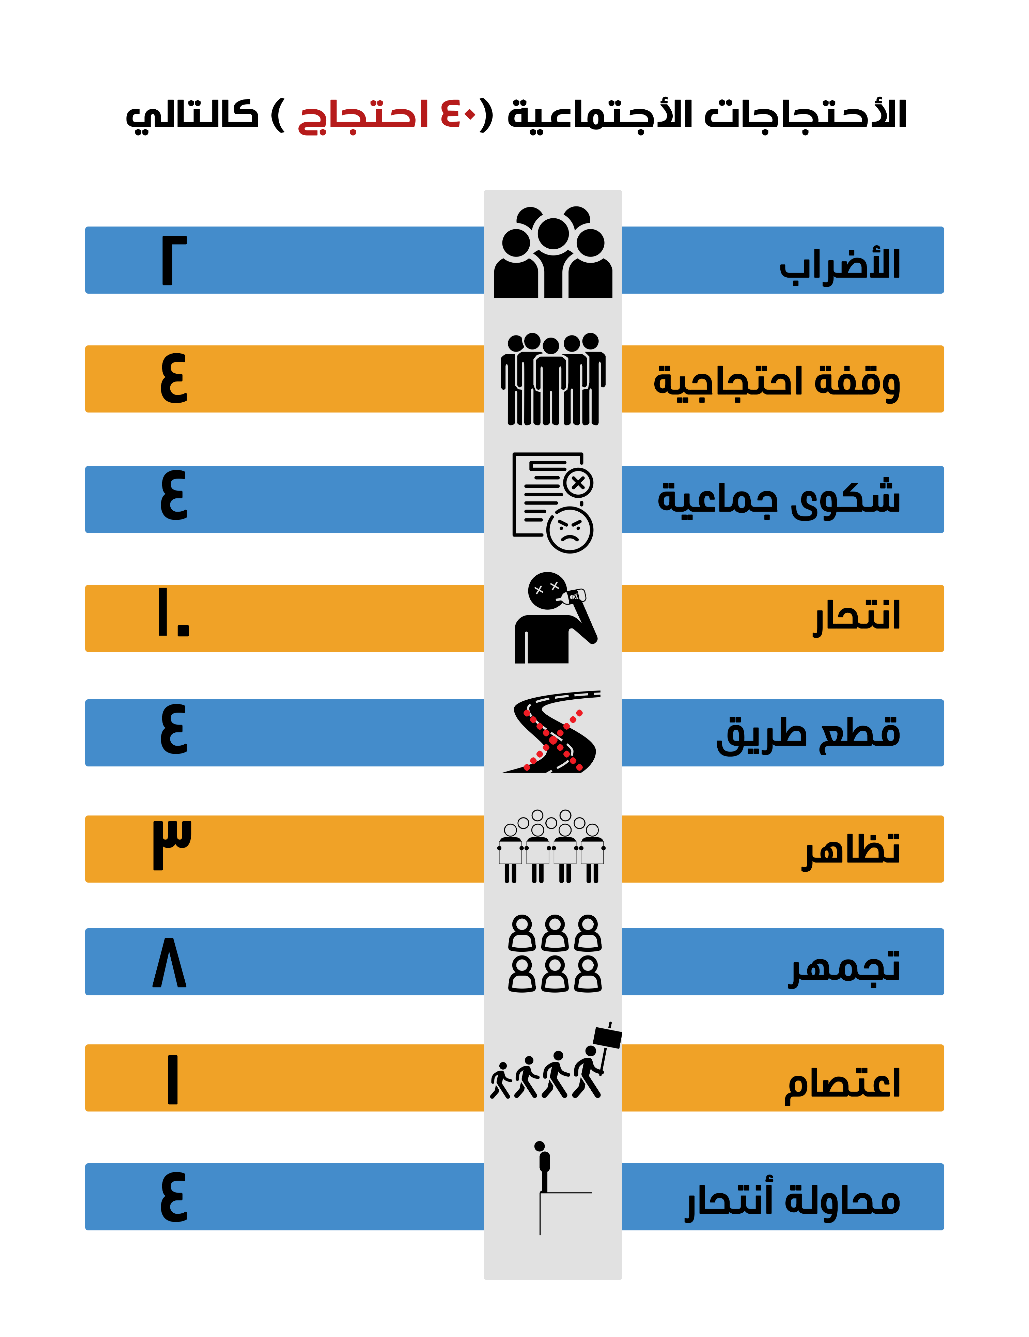 الأحتجاجات الأجتماعية (٤٠ احتجاج ) كالتالي
الأضراب ٢
وقفة احتجاجية ٤
شكوى جماعية ٤
انتحار ١٠
قطع طريق ٤
تظاهر ٣
تجمهر ٨
اعتصام ١
محاولة أنتحار ٤